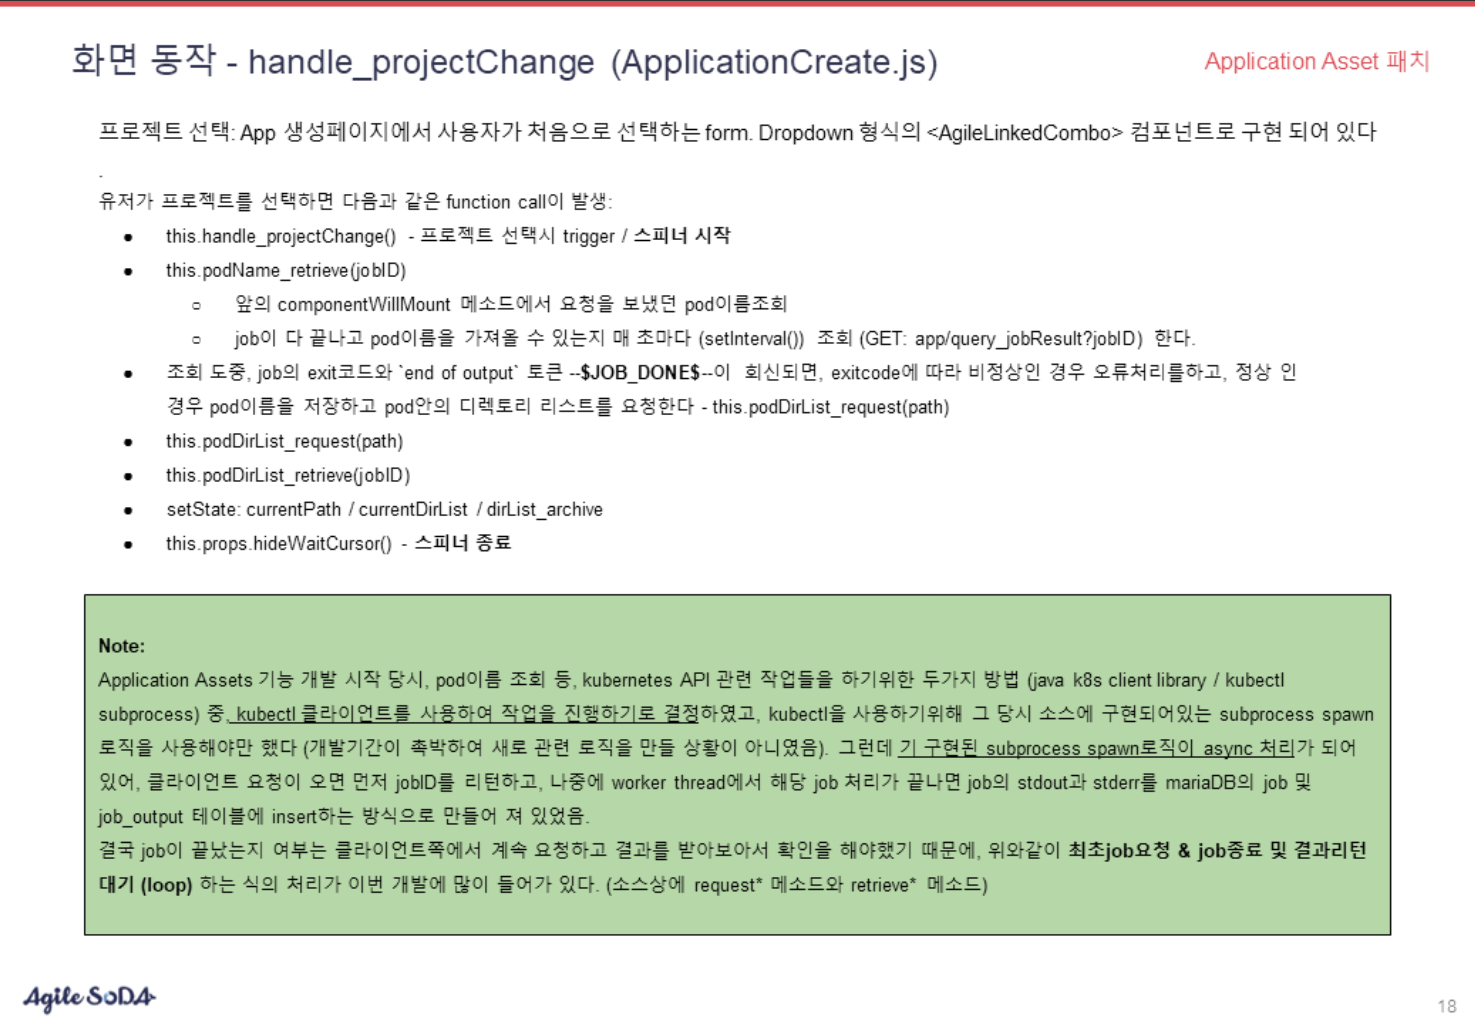 화면 동작 - handle_projectChange (ApplicationCreate.js)
Application Asset 패치
프로젝트 선택: App 생성페이지에서 사용자가 처음으로 선택하는 form. Dropdown 형식의 <AgileLinkedCombo> 컴포넌트로 구현 되어 있다
.
유저가 프로젝트를 선택하면 다음과 같은 function call이 발생:
● this.handle_projectChange() - 프로젝트 선택시 trigger / 스피너 시작
● this.podName_retrieve(jobID)
○ 앞의 componentWillMount 메소드에서 요청을 보냈던 pod이름조회
○ job이 다 끝나고 pod이름을 가져올 수 있는지 매 초마다 (setInterval()) 조회 (GET: app/query_jobResult?jobID) 한다.
● 조회 도중, job의 exit코드와 `end of output` 토큰 --$JOB_DONE$--이 회신되면, exitcode에 따라 비정상인 경우 오류처리를하고, 정상 인
경우 pod이름을 저장하고 pod안의 디렉토리 리스트를 요청한다 - this.podDirList_request(path)
● this.podDirList_request(path)
● this.podDirList_retrieve(jobID)
● setState: currentPath / currentDirList / dirList_archive
● this.props.hideWaitCursor() - 스피너 종료
Note:
Application Assets 기능 개발 시작 당시, pod이름 조회 등, kubernetes API 관련 작업들을 하기위한 두가지 방법 (java k8s client library / kubectl
subprocess) 중, kubectl 클라이언트를 사용하여 작업을 진행하기로 결정하였고, kubectl을 사용하기위해 그 당시 소스에 구현되어있는 subprocess spawn
로직을 사용해야만 했다 (개발기간이 촉박하여 새로 관련 로직을 만들 상황이 아니였음). 그런데 기 구현된 subprocess spawn로직이 async 처리가 되어
있어, 클라이언트 요청이 오면 먼저 jobID를 리턴하고, 나중에 worker thread에서 해당 job 처리가 끝나면 job의 stdout과 stderr를 mariaDB의 job 및
job_output 테이블에 insert하는 방식으로 만들어 져 있었음.
결국 job이 끝났는지 여부는 클라이언트쪽에서 계속 요청하고 결과를 받아보아서 확인을 해야했기 때문에, 위와같이 최초job요청 & job종료 및 결과리턴
대기 (loop) 하는 식의 처리가 이번 개발에 많이 들어가 있다. (소스상에 request* 메소드와 retrieve* 메소드)
Agile SoDA
18